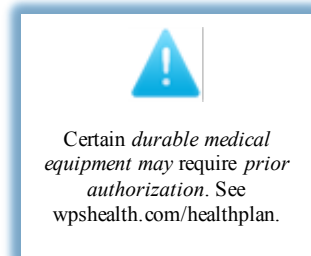 Certain durable medical
equipment may require prior
authorization. See
wpshealth.com/healthplan.